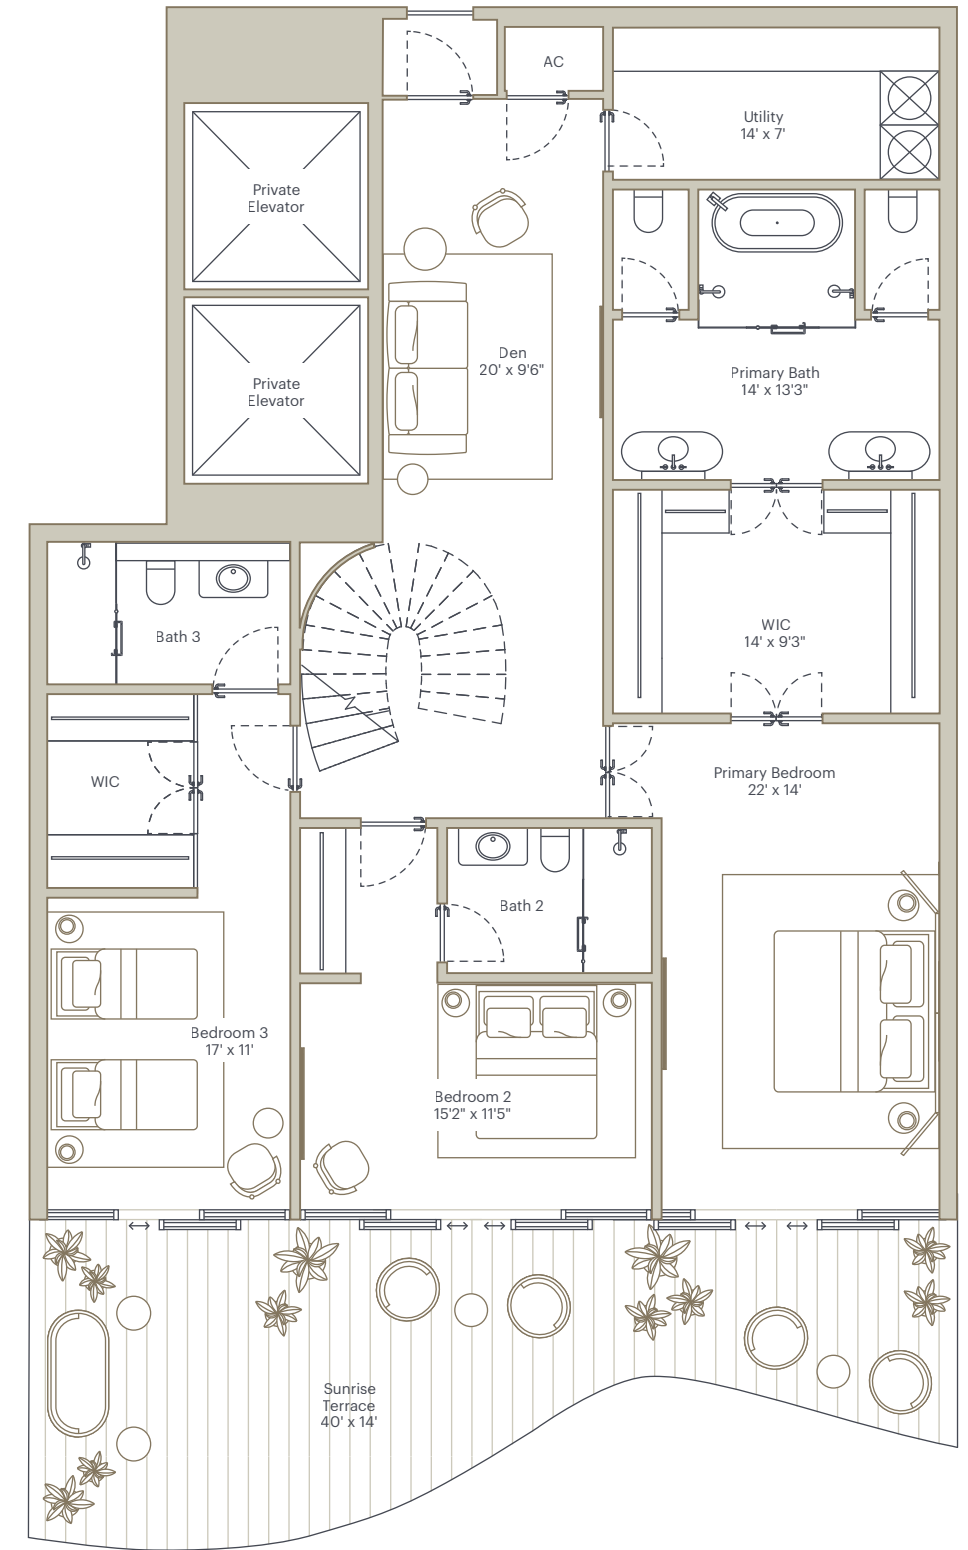 AC
Utility
14' x 7'
Private
Elevator
Den
20' x 9'6"
Private
Elevator
Primary Bath
14' x 13'3"
Bath 3
WIC
14' x 9'3"
WIC
Primary Bedroom
22' x 14'
Bath 2
Bedroom 3
17' x 11'
Bedroom 2
15'2" x 11'5"
Sunrise
Terrace
40' x 14'